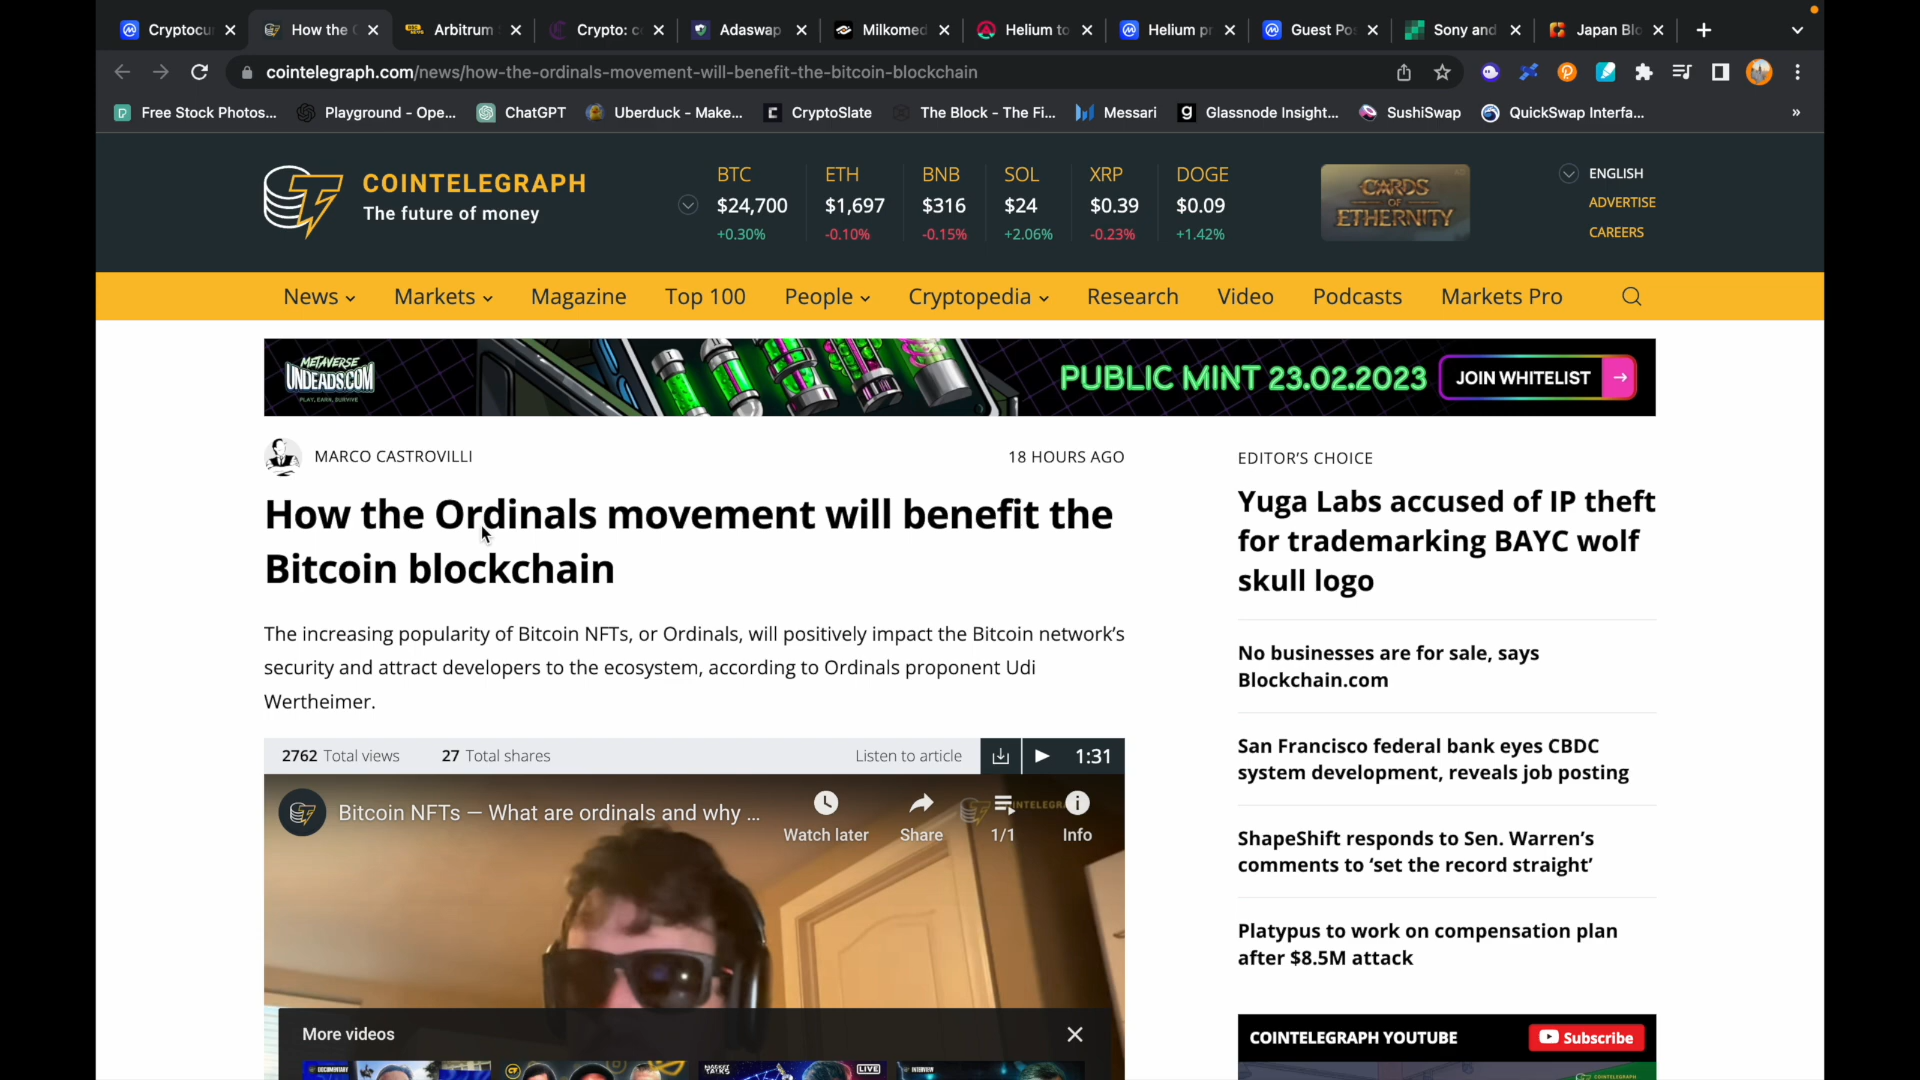 Cryptocu
How the
Arbitrum
Crypto: c
Adaswap
Milkomed
Helium to
Helium pr
Guest Po
Sony and
Japan Blo
cointelegraph.com/news/how-the-ordinals-movement-will-benefit-the-bitcoin-blockchain
Free Stock Photos...
Playground - Ope...
ChatGPT
Uberduck - Make...
CryptoSlate
The Block - The Fi...
Messari
Glassnode Insight...
SushiSwap
QuickSwap Interfa...
»
COINTELEGRAPH
The future of money
BTC
$24,700
+0.30%
ETH
$1,697
-0.10%
BNB
$316
-0.15%
SOL
$24
+2.06%
XRP
$0.39
-0.23%
DOGE
$0.09
+1.42%
CARDS
OF
ETHERNITY
AD
ENGLISH
ADVERTISE
CAREERS
News
Markets
Magazine
Top 100
People
Cryptopedia
Research
Video
Podcasts
Markets Pro
METAVERSE
UNDEADS.COM
PLAY, EARN, SURVIVE
PUBLIC MINT 23.02.2023
JOIN WHITELIST
MARCO CASTROVILLI
18 HOURS AGO
How the Ordinals movement will benefit the
Bitcoin blockchain
The increasing popularity of Bitcoin NFTs, or Ordinals, will positively impact the Bitcoin network’s
security and attract developers to the ecosystem, according to Ordinals proponent Udi
Wertheimer.
2762 Total views
27 Total shares
Listen to article
1:31
Bitcoin NFTs — What are ordinals and why ...
Watch later
Share
1/1
Info
More videos
DOCUMENTARY
MARKET
TALKS
LIVE
INTERVIEW
EDITOR’S CHOICE
Yuga Labs accused of IP theft
for trademarking BAYC wolf
skull logo
No businesses are for sale, says
Blockchain.com
San Francisco federal bank eyes CBDC
system development, reveals job posting
ShapeShift responds to Sen. Warren’s
comments to ‘set the record straight’
Platypus to work on compensation plan
after $8.5M attack
COINTELEGRAPH YOUTUBE
Subscribe
COINTELEGRAPH